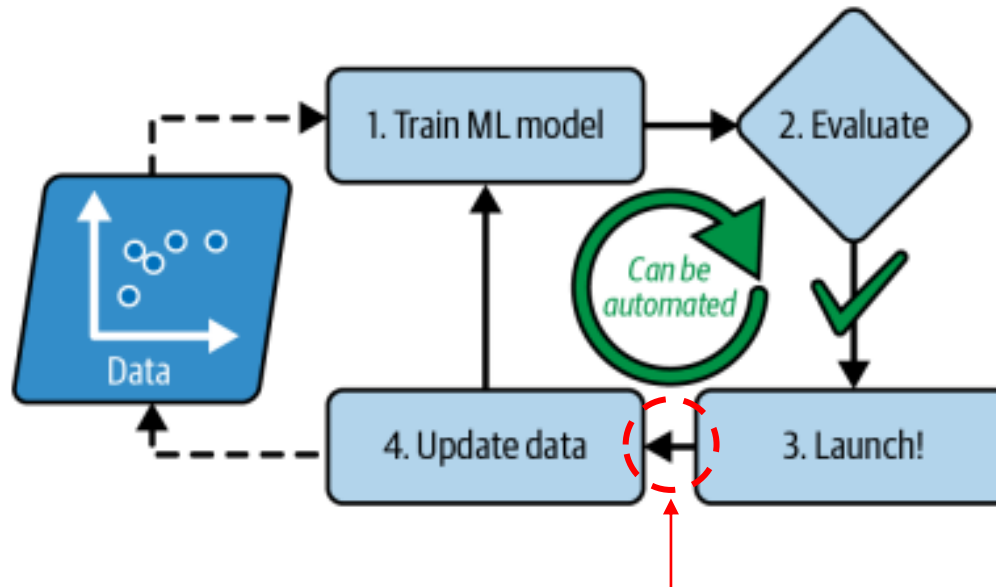 1. Train ML model
2. Evaluate
Can be
automated
Data
4. Update data
3. Launch!